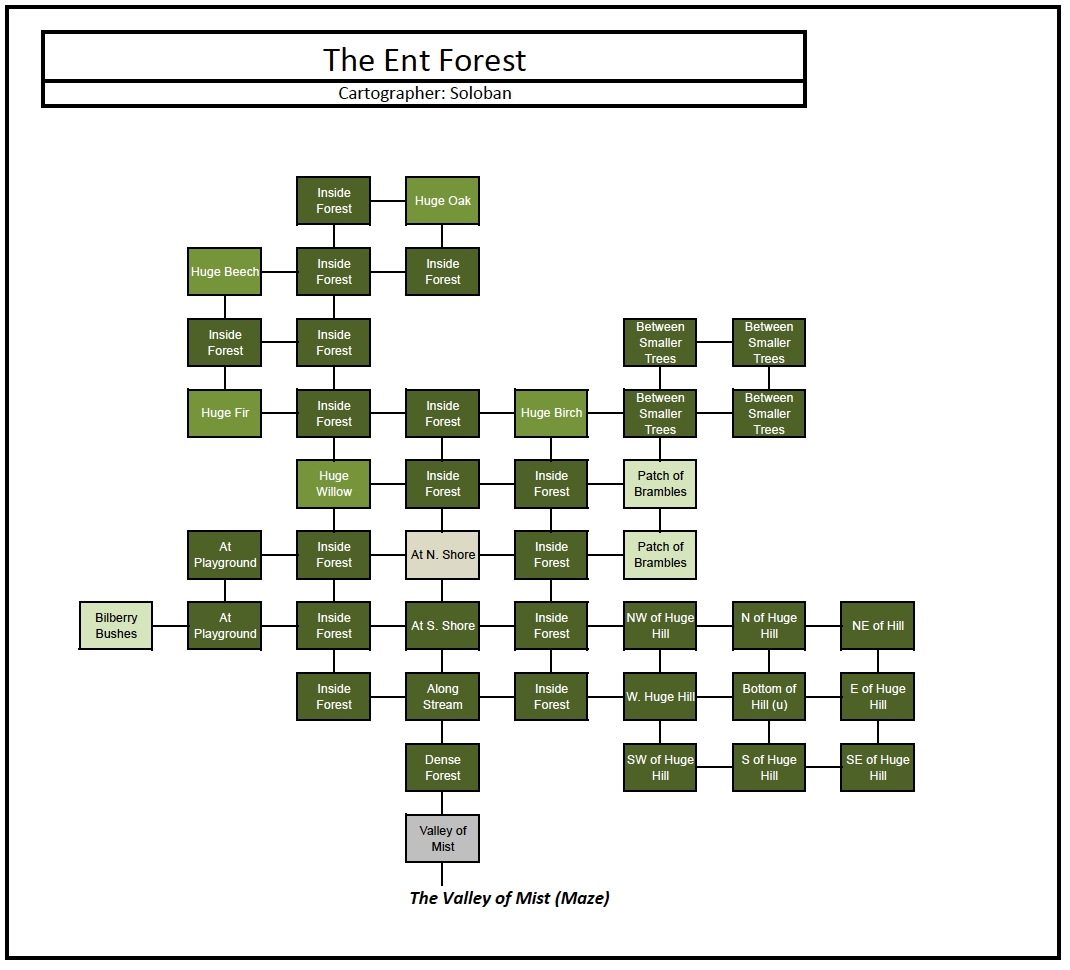 The Ent Forest
Cartographer: Soloban
Inside
Forest
Huge Oak
Huge Beech
Inside
Forest
Inside
Forest
Inside
Forest
Inside
Forest
Between
Smaller
Trees
Between
Smaller
Trees
Huge Fir
Inside
Forest
Inside
Forest
Huge Birch
Between
Smaller
Trees
Between
Smaller
Trees
Huge
Willow
Inside
Forest
Inside
Forest
Patch of
Brambles
At
Playground
Inside
Forest
At N. Shore
Inside
Forest
Patch of
Brambles
Bilberry
Bushes
At
Playground
Inside
Forest
At S. Shore
Inside
Forest
NW of Huge
Hill
N of Huge
Hill
NE of Hill
Inside
Forest
Along
Stream
Inside
Forest
W. Huge Hill
Bottom of
Hill (u)
E of Huge
Hill
Dense
Forest
SW of Huge
Hill
S of Huge
Hill
SE of Huge
Hill
Valley of
Mist
The Valley of Mist (Maze)